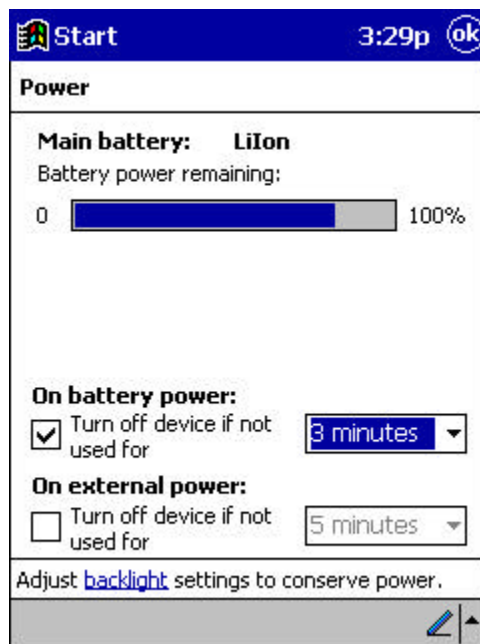 Start 3:29p ok
Power
Main battery: LiIon
Battery power remaining:
0 100%
On battery power:
Turn off device if not
used for
3 minutes
On external power:
Turn off device if not
used for
5 minutes
Adjust backlight settings to conserve power.